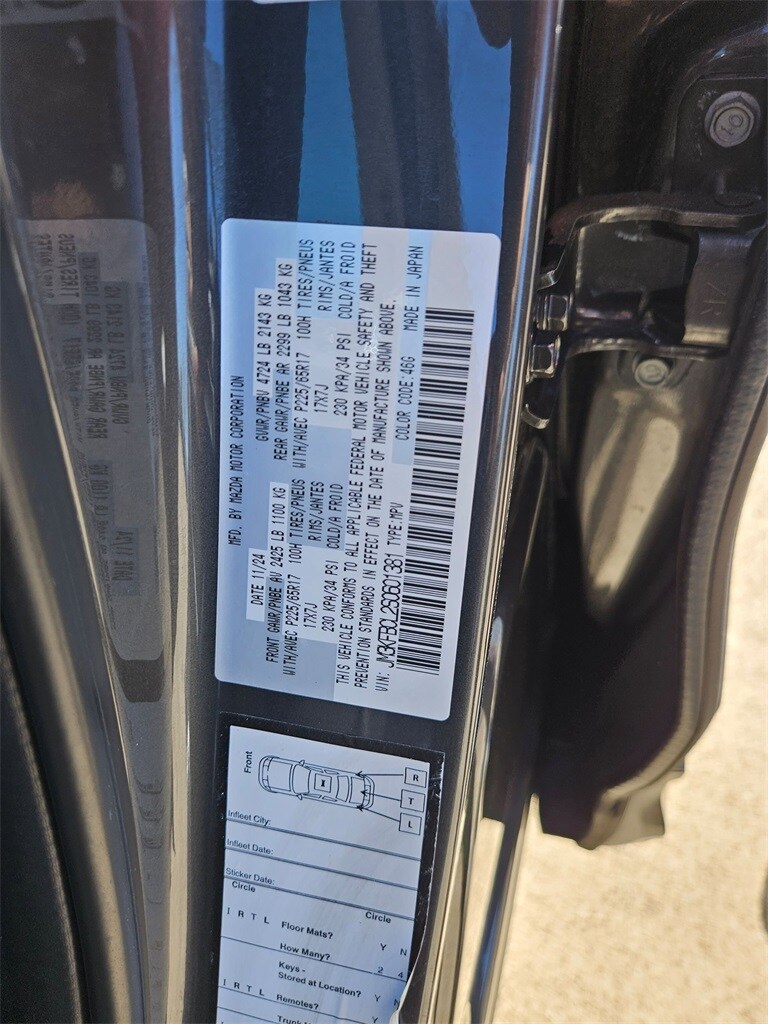 MFD. BY MAZDA MOTOR CORPORATION
DATE 11/24 GVWR/PNBV 4724 LB 2143 KG
FRONT GAWR/PNBE AV 2425 LB 1100 KG REAR GAWR/PNBE AR 2299 LB 1043 KG
WITH/AVEC P225/65R17 100H TIRES/PNEUS WITH/AVEC P225/65R17 100H TIRES/PNEUS
17X7J RIMS/JANTES 17X7J RIMS/JANTES
230 KPA/34 PSI COLD/A FROID 230 KPA/34 PSI COLD/A FROID
THIS VEHICLE CONFORMS TO ALL APPLICABLE FEDERAL MOTOR VEHICLE SAFETY AND THEFT
PREVENTION STANDARDS IN EFFECT ON THE DATE OF MANUFACTURE SHOWN ABOVE.
VIN: JM3KFBCL2S0601381 TYPE:MPV COLOR CODE:46G MADE IN JAPAN
Front
I
R
T
L
Infleet City:
Infleet Date:
Sticker Date:
Circle Circle
I R T L Floor Mats? Y N
How Many? 2 4
Keys -
Stored at Location? Y N
I R T L Remotes? Y